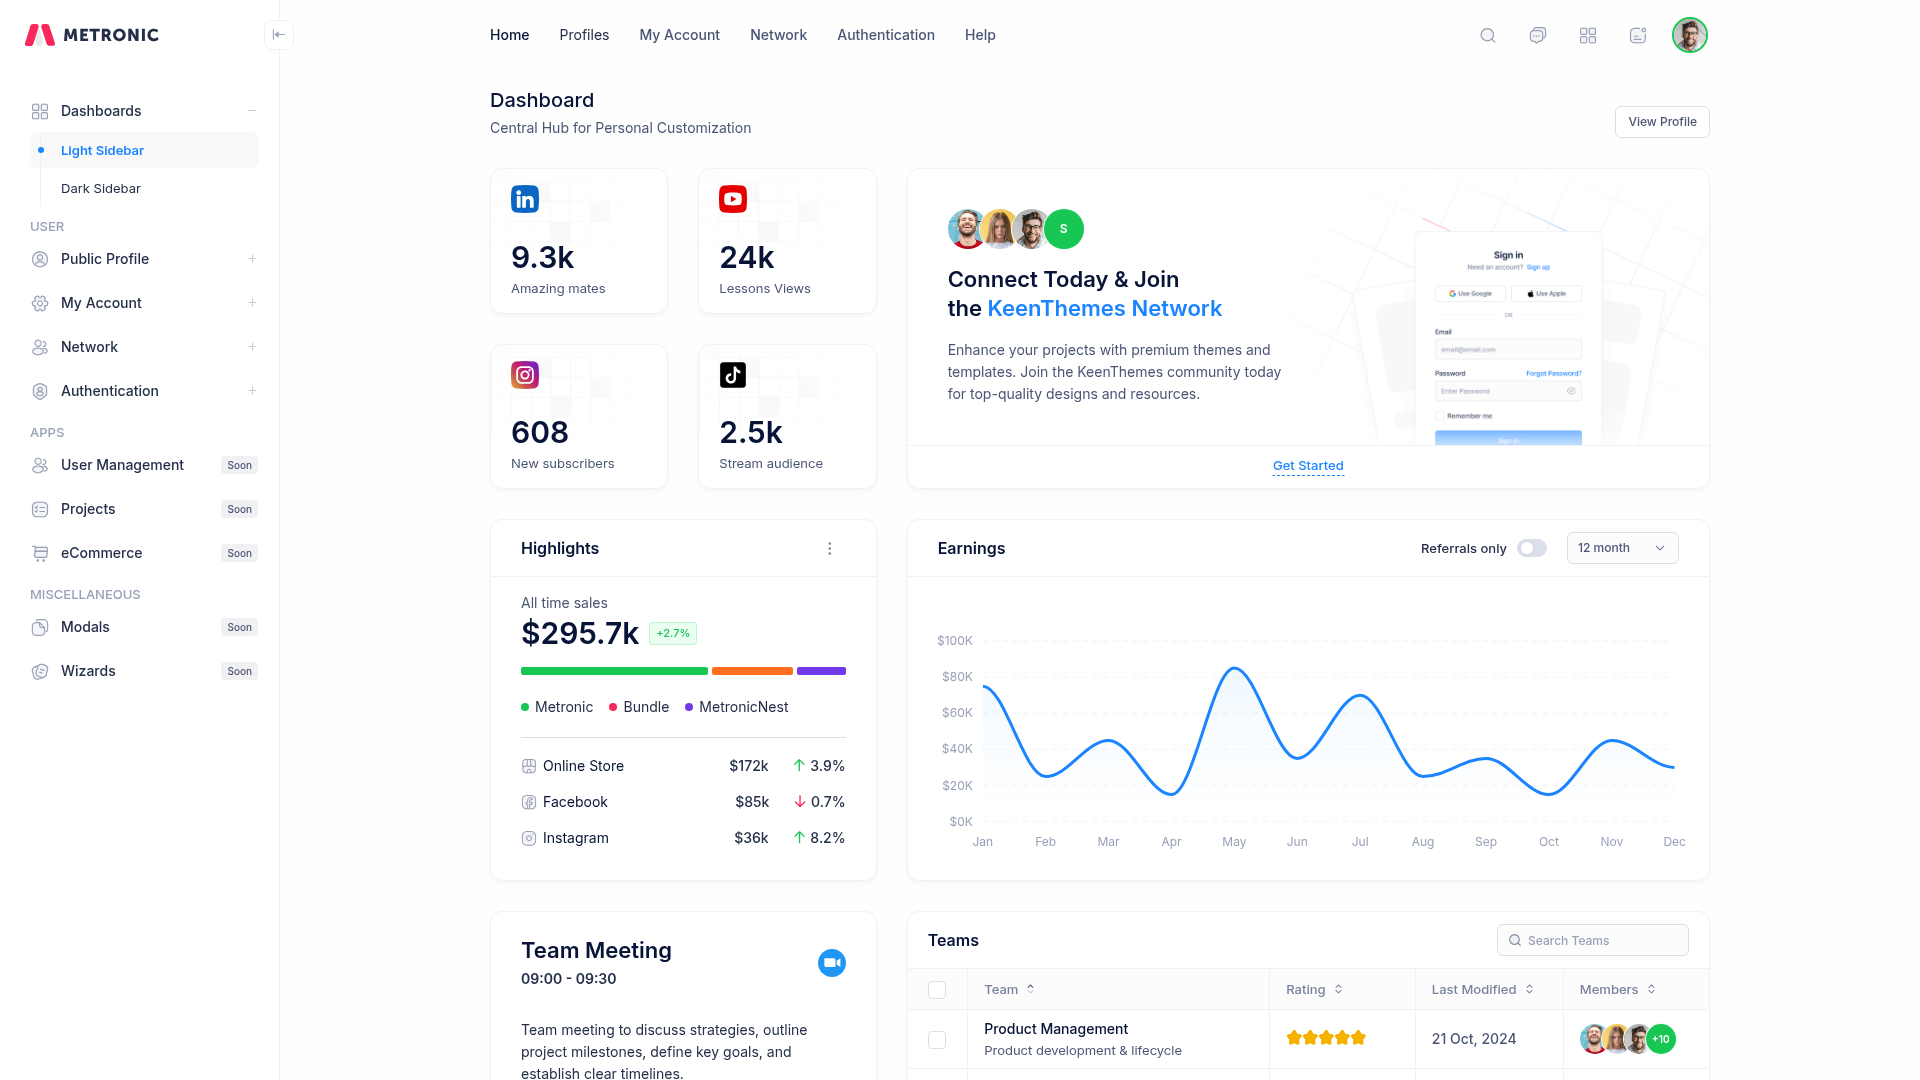 METRONIC
Home Profiles My Account Network Authentication Help
Dashboards
Light Sidebar
Dark Sidebar
USER
Public Profile
My Account
Network
Authentication
APPS
User Management Soon
Projects Soon
eCommerce Soon
MISCELLANEOUS
Modals Soon
Wizards Soon
Dashboard
Central Hub for Personal Customization
View Profile
in
9.3k
Amazing mates
24k
Lessons Views
608
New subscribers
2.5k
Stream audience
S
Connect Today & Join
the KeenThemes Network
Enhance your projects with premium themes and
templates. Join the KeenThemes community today
for top-quality designs and resources.
Sign in
Need an account? Sign up
Use Google Use Apple
OR
Email
email@email.com
Password Forgot Password?
Enter Password
Remember me
Sign in
Get Started
Highlights
All time sales
$295.7k +2.7%
Metronic Bundle MetronicNest
Online Store $172k 3.9%
Facebook $85k 0.7%
Instagram $36k 8.2%
Earnings
Referrals only 12 month
$100K
$80K
$60K
$40K
$20K
$0K
Jan Feb Mar Apr May Jun Jul Aug Sep Oct Nov Dec
Team Meeting
09:00 - 09:30
Team meeting to discuss strategies, outline
project milestones, define key goals, and
establish clear timelines.
Teams
Search Teams
Team Rating Last Modified Members
Product Management
Product development & lifecycle
21 Oct, 2024
+10